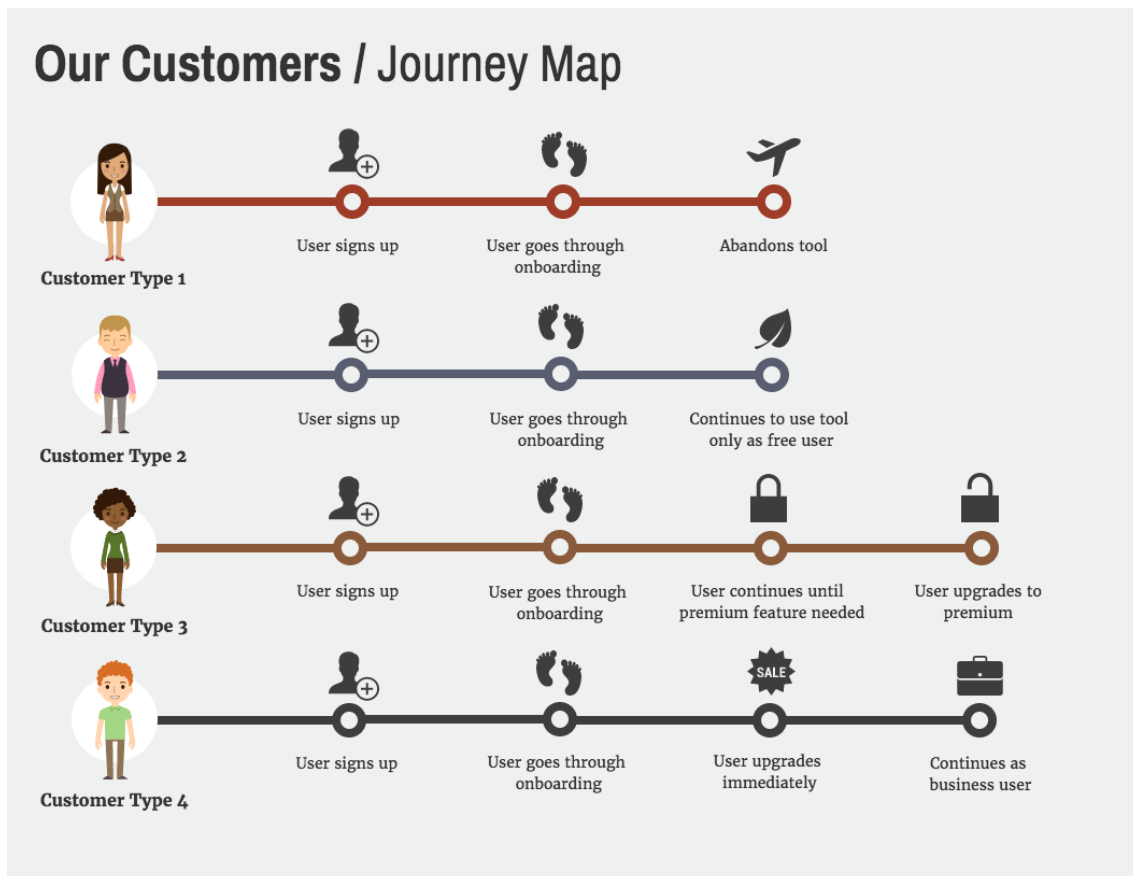 Our Customers / Journey Map
User signs up
User goes through
onboarding
Abandons tool
Customer Type 1
User signs up
User goes through
onboarding
Continues to use tool
only as free user
Customer Type 2
User signs up
User goes through
onboarding
User continues until
premium feature needed
User upgrades to
premium
Customer Type 3
SALE
User signs up
User goes through
onboarding
User upgrades
immediately
Continues as
business user
Customer Type 4